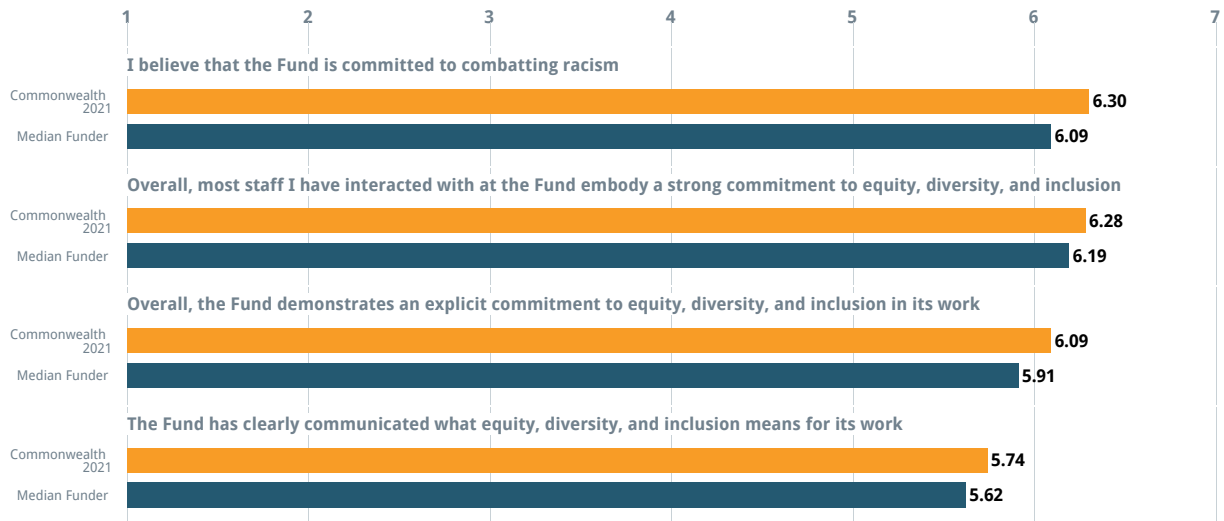 1 2 3 4 5 6 7
I believe that the Fund is committed to combatting racism
Commonwealth
2021
6.30
Median Funder
6.09
Overall, most staff I have interacted with at the Fund embody a strong commitment to equity, diversity, and inclusion
Commonwealth
2021
6.28
Median Funder
6.19
Overall, the Fund demonstrates an explicit commitment to equity, diversity, and inclusion in its work
Commonwealth
2021
6.09
Median Funder
5.91
The Fund has clearly communicated what equity, diversity, and inclusion means for its work
Commonwealth
2021
5.74
Median Funder
5.62